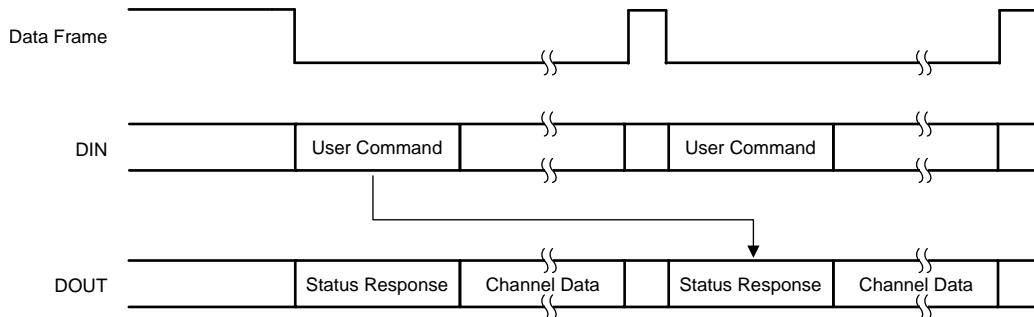 Data Frame
DIN
User Command
User Command
DOUT
Status Response
Channel Data
Status Response
Channel Data